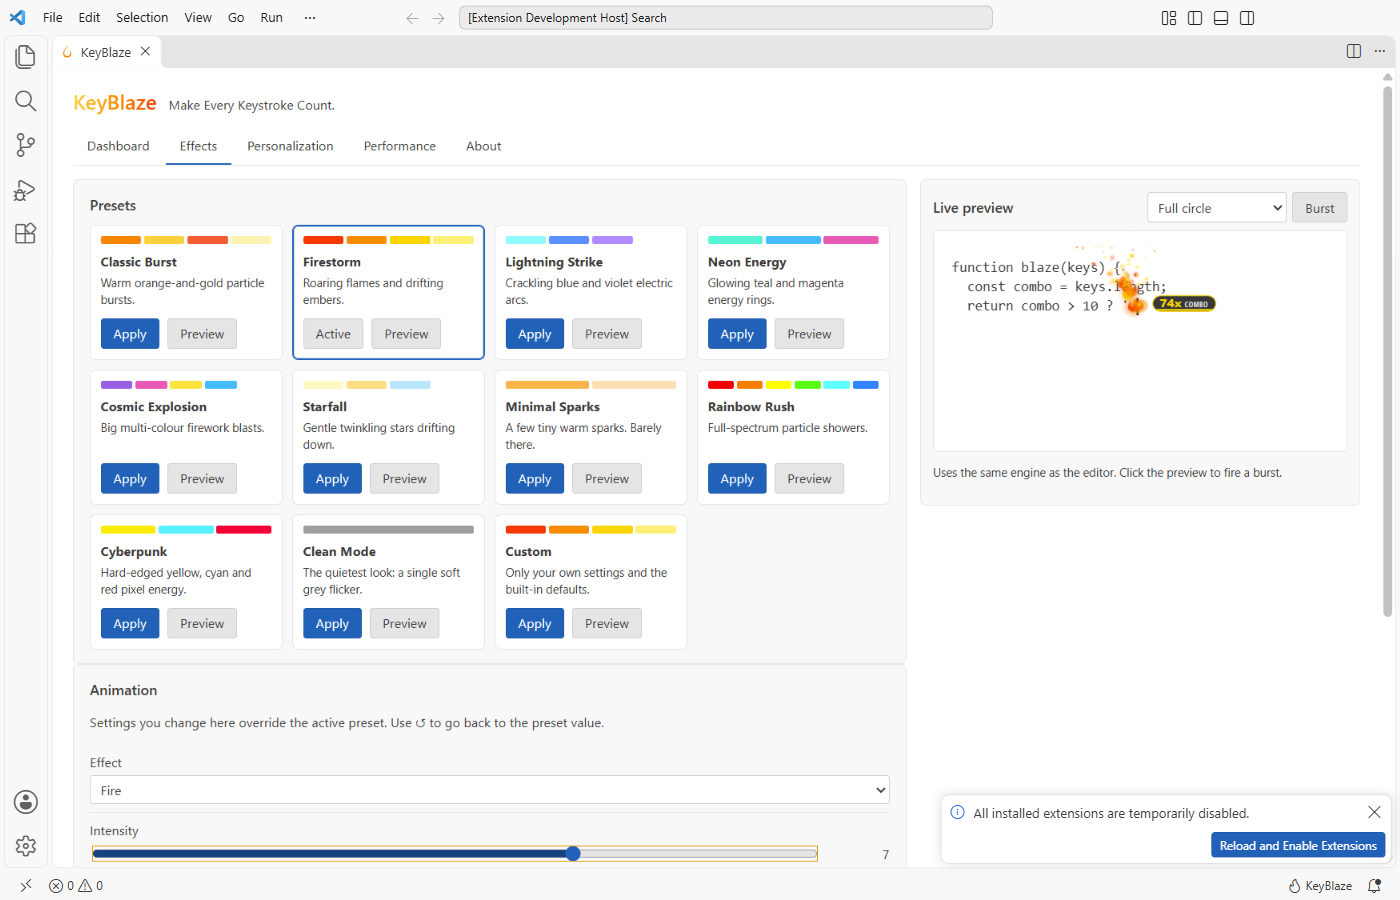 File Edit Selection View Go Run ···
[Extension Development Host] Search
KeyBlaze
KeyBlaze Make Every Keystroke Count.
Dashboard Effects Personalization Performance About
Presets
Classic Burst
Warm orange-and-gold particle
bursts.
Apply Preview
Firestorm
Roaring flames and drifting
embers.
Active Preview
Lightning Strike
Crackling blue and violet electric
arcs.
Apply Preview
Neon Energy
Glowing teal and magenta
energy rings.
Apply Preview
Cosmic Explosion
Big multi-colour firework blasts.
Apply Preview
Starfall
Gentle twinkling stars drifting
down.
Apply Preview
Minimal Sparks
A few tiny warm sparks. Barely
there.
Apply Preview
Rainbow Rush
Full-spectrum particle showers.
Apply Preview
Cyberpunk
Hard-edged yellow, cyan and
red pixel energy.
Apply Preview
Clean Mode
The quietest look: a single soft
grey flicker.
Apply Preview
Custom
Only your own settings and the
built-in defaults.
Apply Preview
Live preview
Full circle
Burst
function blaze(keys) {
const combo = keys.length;
return combo > 10 ?
74x COMBO
Uses the same engine as the editor. Click the preview to fire a burst.
Animation
Settings you change here override the active preset. Use ↺ to go back to the preset value.
Effect
Fire
Intensity
7
All installed extensions are temporarily disabled.
Reload and Enable Extensions
0 0
KeyBlaze